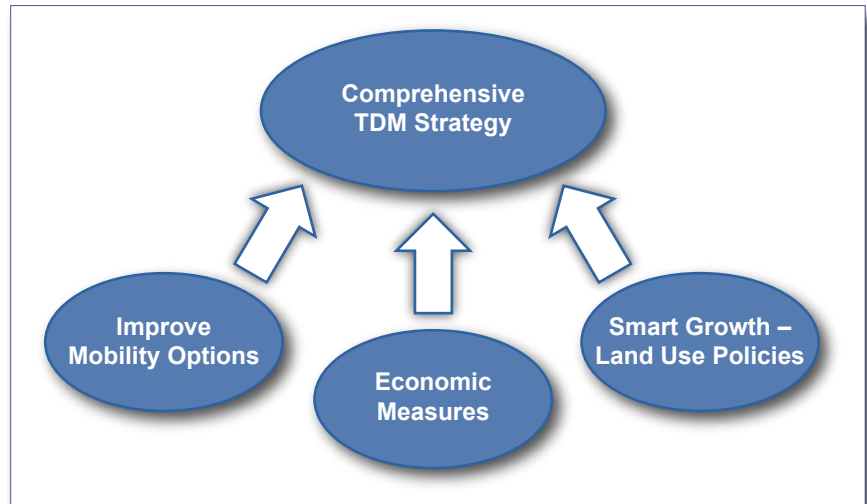 Comprehensive
TDM Strategy
Improve
Mobility Options
Economic
Measures
Smart Growth –
Land Use Policies